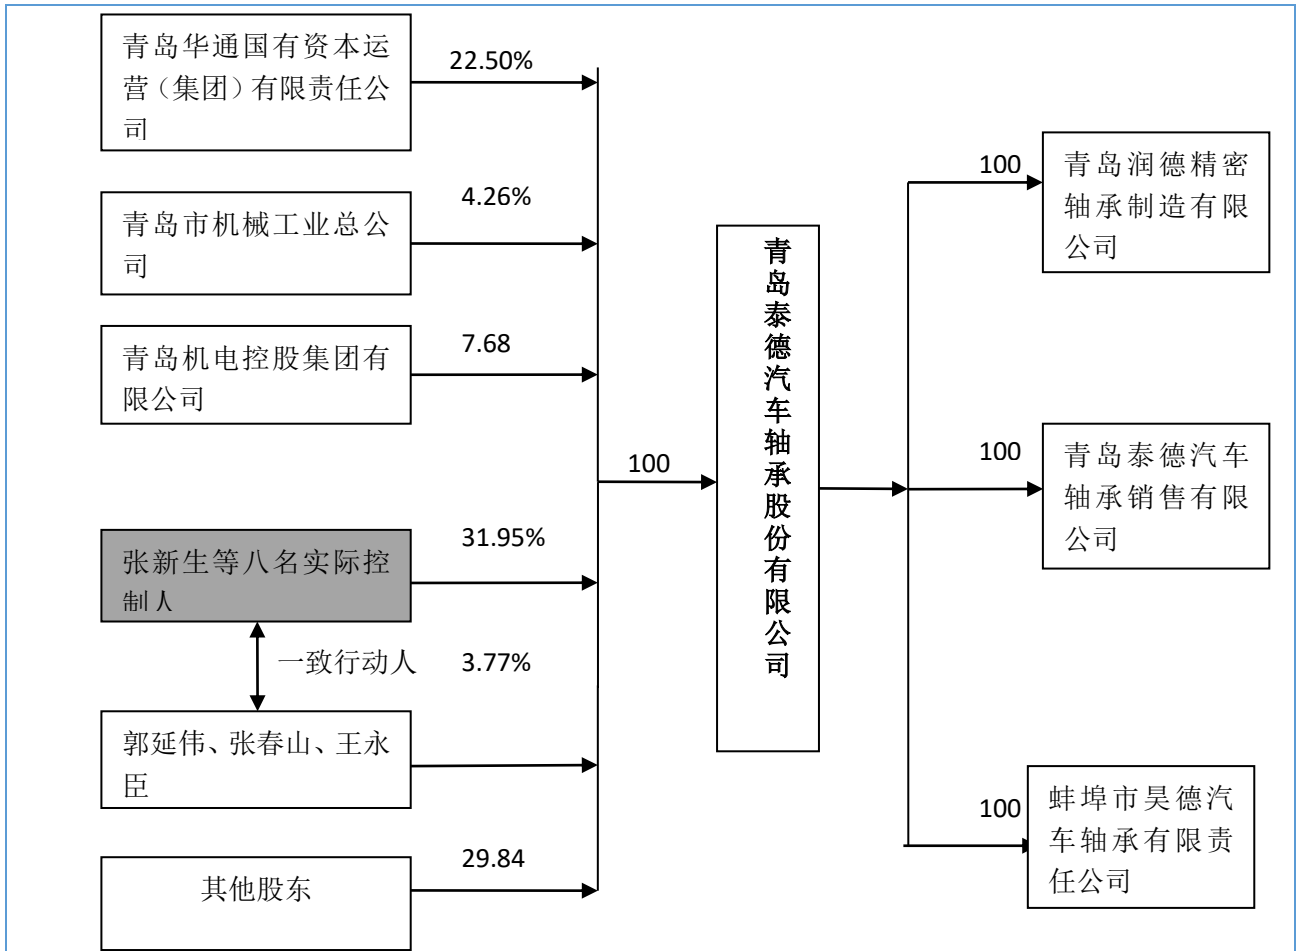 青岛华通国有资本运
营（集团）有限责任公
司
22.50%
青岛市机械工业总公
司
4.26%
青岛机电控股集团有
限公司
7.68
张新生等八名实际控
制人
31.95%
一致行动人
3.77%
郭延伟、张春山、王永
臣
其他股东
29.84
100
青岛泰德汽车轴承股份有限公司
100
青岛润德精密
轴承制造有限
公司
100
青岛泰德汽车
轴承销售有限
公司
100
蚌埠市昊德汽
车轴承有限责
任公司